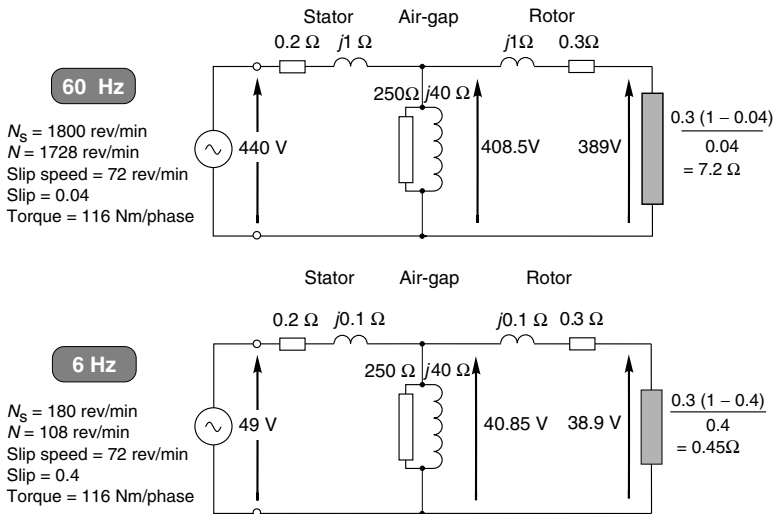 Stator Air-gap Rotor
0.2 Ω j1 Ω j1Ω 0.3Ω
60 Hz
250Ω j40 Ω
Ns = 1800 rev/min
N = 1728 rev/min
Slip speed = 72 rev/min
Slip = 0.04
Torque = 116 Nm/phase
440 V
408.5V
389V
0.3 (1 – 0.04)
0.04
= 7.2 Ω
Stator Air-gap Rotor
0.2 Ω j0.1 Ω j0.1 Ω 0.3 Ω
6 Hz
250 Ω j40 Ω
Ns = 180 rev/min
N = 108 rev/min
Slip speed = 72 rev/min
Slip = 0.4
Torque = 116 Nm/phase
49 V
40.85 V
38.9 V
0.3 (1 – 0.4)
0.4
= 0.45Ω